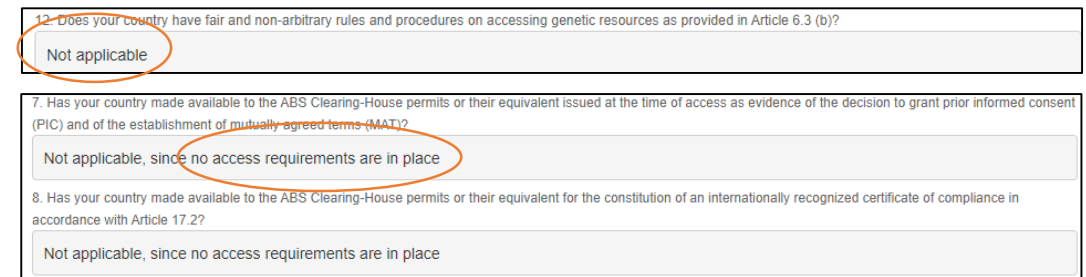 12. Does your country have fair and non-arbitrary rules and procedures on accessing genetic resources as provided in Article 6.3 (b)?
Not applicable
7. Has your country made available to the ABS Clearing-House permits or their equivalent issued at the time of access as evidence of the decision to grant prior informed consent
(PIC) and of the establishment of mutually agreed terms (MAT)?
Not applicable, since no access requirements are in place
8. Has your country made available to the ABS Clearing-House permits or their equivalent for the constitution of an internationally recognized certificate of compliance in
accordance with Article 17.2?
Not applicable, since no access requirements are in place